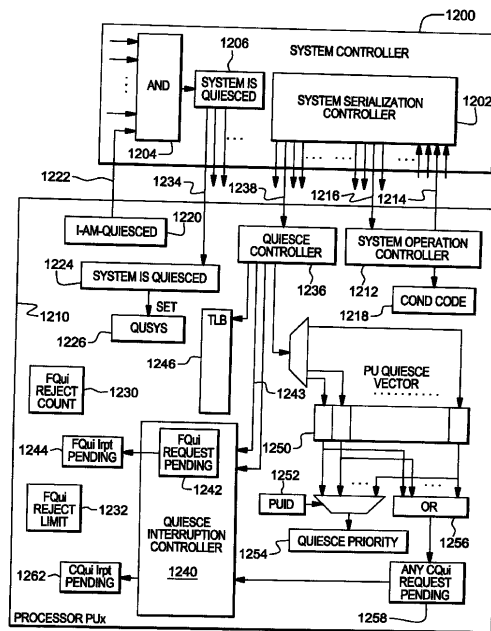 1200
SYSTEM CONTROLLER
1206
AND
SYSTEM IS
QUIESCED
SYSTEM SERIALIZATION
CONTROLLER
1202
1204
1222
1234
1238
1216
1214
1220
I-AM-QUIESCED
1224
SYSTEM IS QUIESCED
QUIESCE
CONTROLLER
1236
SYSTEM OPERATION
CONTROLLER
1212
COND CODE
1218
1210
SET
QUSYS
1226
TLB
1246
PU QUIESCE
VECTOR
1243
FQui
REJECT
COUNT
1230
1250
1244
FQui Irpt
PENDING
FQui
REQUEST
PENDING
1242
1252
PUID
OR
1256
FQui
REJECT
LIMIT
1232
QUIESCE
INTERRUPTION
CONTROLLER
1240
QUIESCE PRIORITY
1254
1262
CQui Irpt
PENDING
ANY CQui
REQUEST
PENDING
1258
PROCESSOR PUx